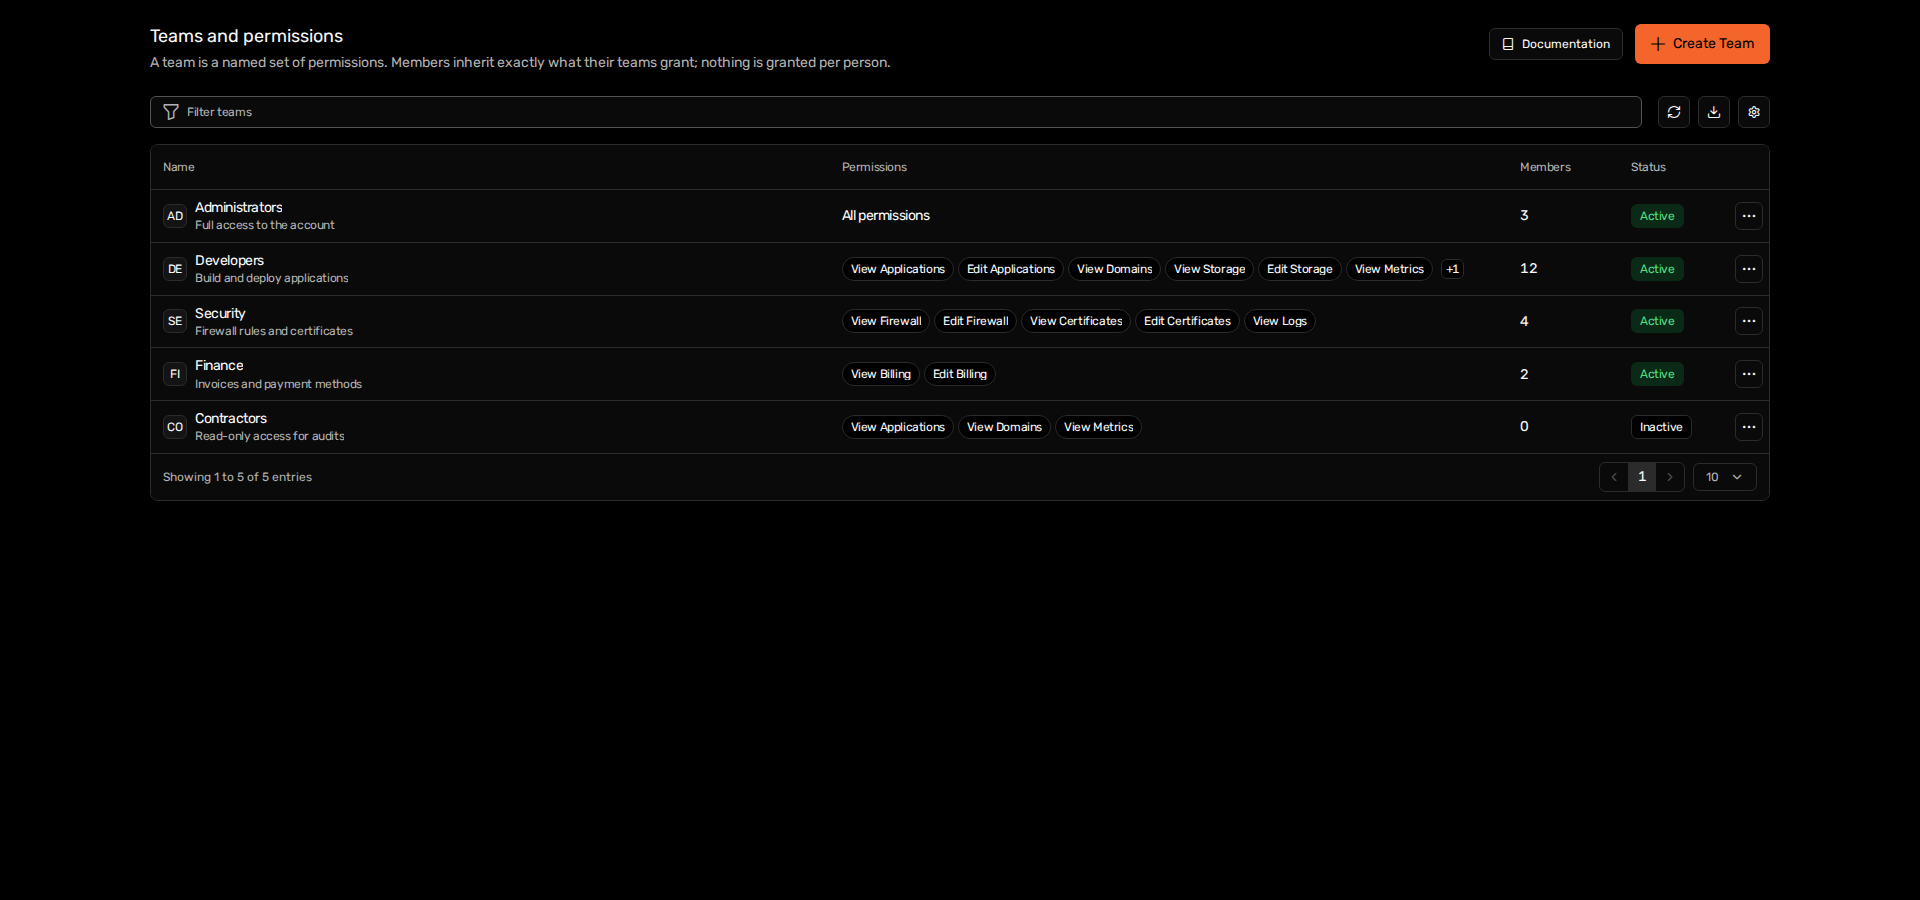 Teams and permissions
A team is a named set of permissions. Members inherit exactly what their teams grant; nothing is granted per person.
Documentation
Create Team
Filter teams
Name Permissions Members Status
AD Administrators All permissions 3 Active
Full access to the account
DE Developers View Applications Edit Applications View Domains View Storage Edit Storage View Metrics +1 12 Active
Build and deploy applications
SE Security View Firewall Edit Firewall View Certificates Edit Certificates View Logs 4 Active
Firewall rules and certificates
FI Finance View Billing Edit Billing 2 Active
Invoices and payment methods
CO Contractors View Applications View Domains View Metrics 0 Inactive
Read-only access for audits
Showing 1 to 5 of 5 entries 1 10